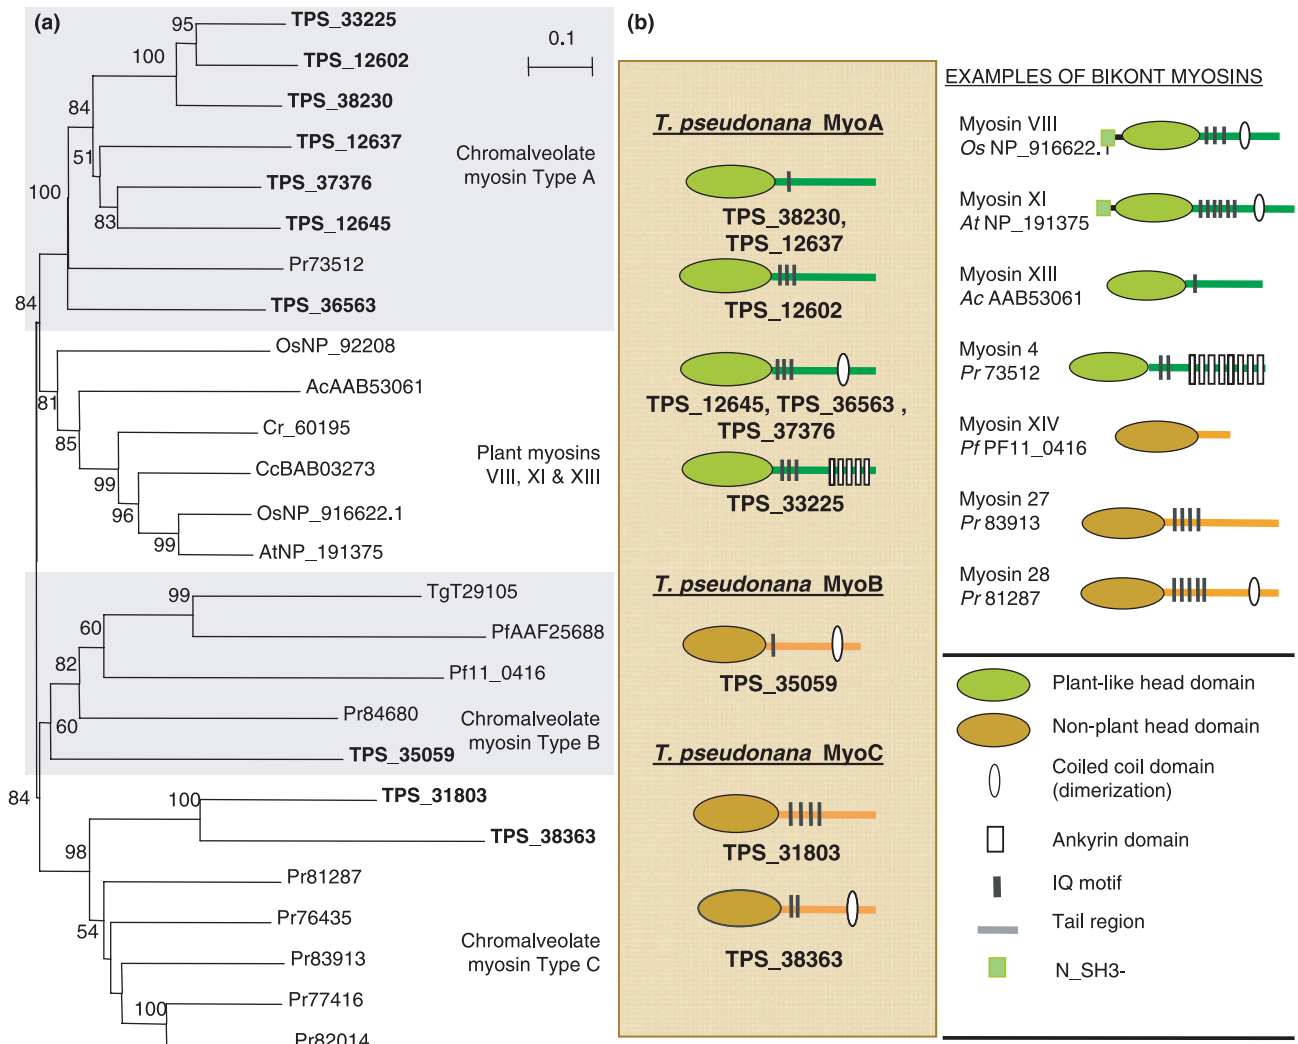 (a)
0.1
95
TPS_33225
100
TPS_12602
TPS_38230
84
51
TPS_12637
Chromalveolate
myosin Type A
TPS_37376
100
83
TPS_12645
Pr73512
84
TPS_36563
OsNP_92208
AcAAB53061
81
85
Cr_60195
CcBAB03273
Plant myosins
VIII, XI & XIII
99
96
OsNP_916622.1
99
AtNP_191375
99
TgT29105
60
PfAAF25688
82
Pf11_0416
60
Pr84680
Chromalveolate
myosin Type B
TPS_35059
84
100
TPS_31803
TPS_38363
98
Pr81287
54
Pr76435
Chromalveolate
myosin Type C
Pr83913
100
Pr77416
Pr82014
(b)
T. pseudonana MyoA
TPS_38230,
TPS_12637
TPS_12602
TPS_12645, TPS_36563 ,
TPS_37376
TPS_33225
T. pseudonana MyoB
TPS_35059
T. pseudonana MyoC
TPS_31803
TPS_38363
EXAMPLES OF BIKONT MYOSINS
Myosin VIII
Os NP_916622.1
Myosin XI
At NP_191375
Myosin XIII
Ac AAB53061
Myosin 4
Pr 73512
Myosin XIV
Pf PF11_0416
Myosin 27
Pr 83913
Myosin 28
Pr 81287
Plant-like head domain
Non-plant head domain
Coiled coil domain
(dimerization)
Ankyrin domain
IQ motif
Tail region
N_SH3-